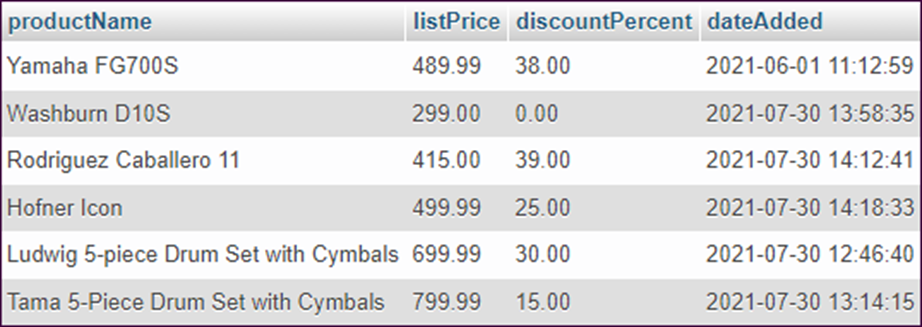 productName listPrice discountPercent dateAdded
Yamaha FG700S 489.99 38.00 2021-06-01 11:12:59
Washburn D10S 299.00 0.00 2021-07-30 13:58:35
Rodriguez Caballero 11 415.00 39.00 2021-07-30 14:12:41
Hofner Icon 499.99 25.00 2021-07-30 14:18:33
Ludwig 5-piece Drum Set with Cymbals 699.99 30.00 2021-07-30 12:46:40
Tama 5-Piece Drum Set with Cymbals 799.99 15.00 2021-07-30 13:14:15